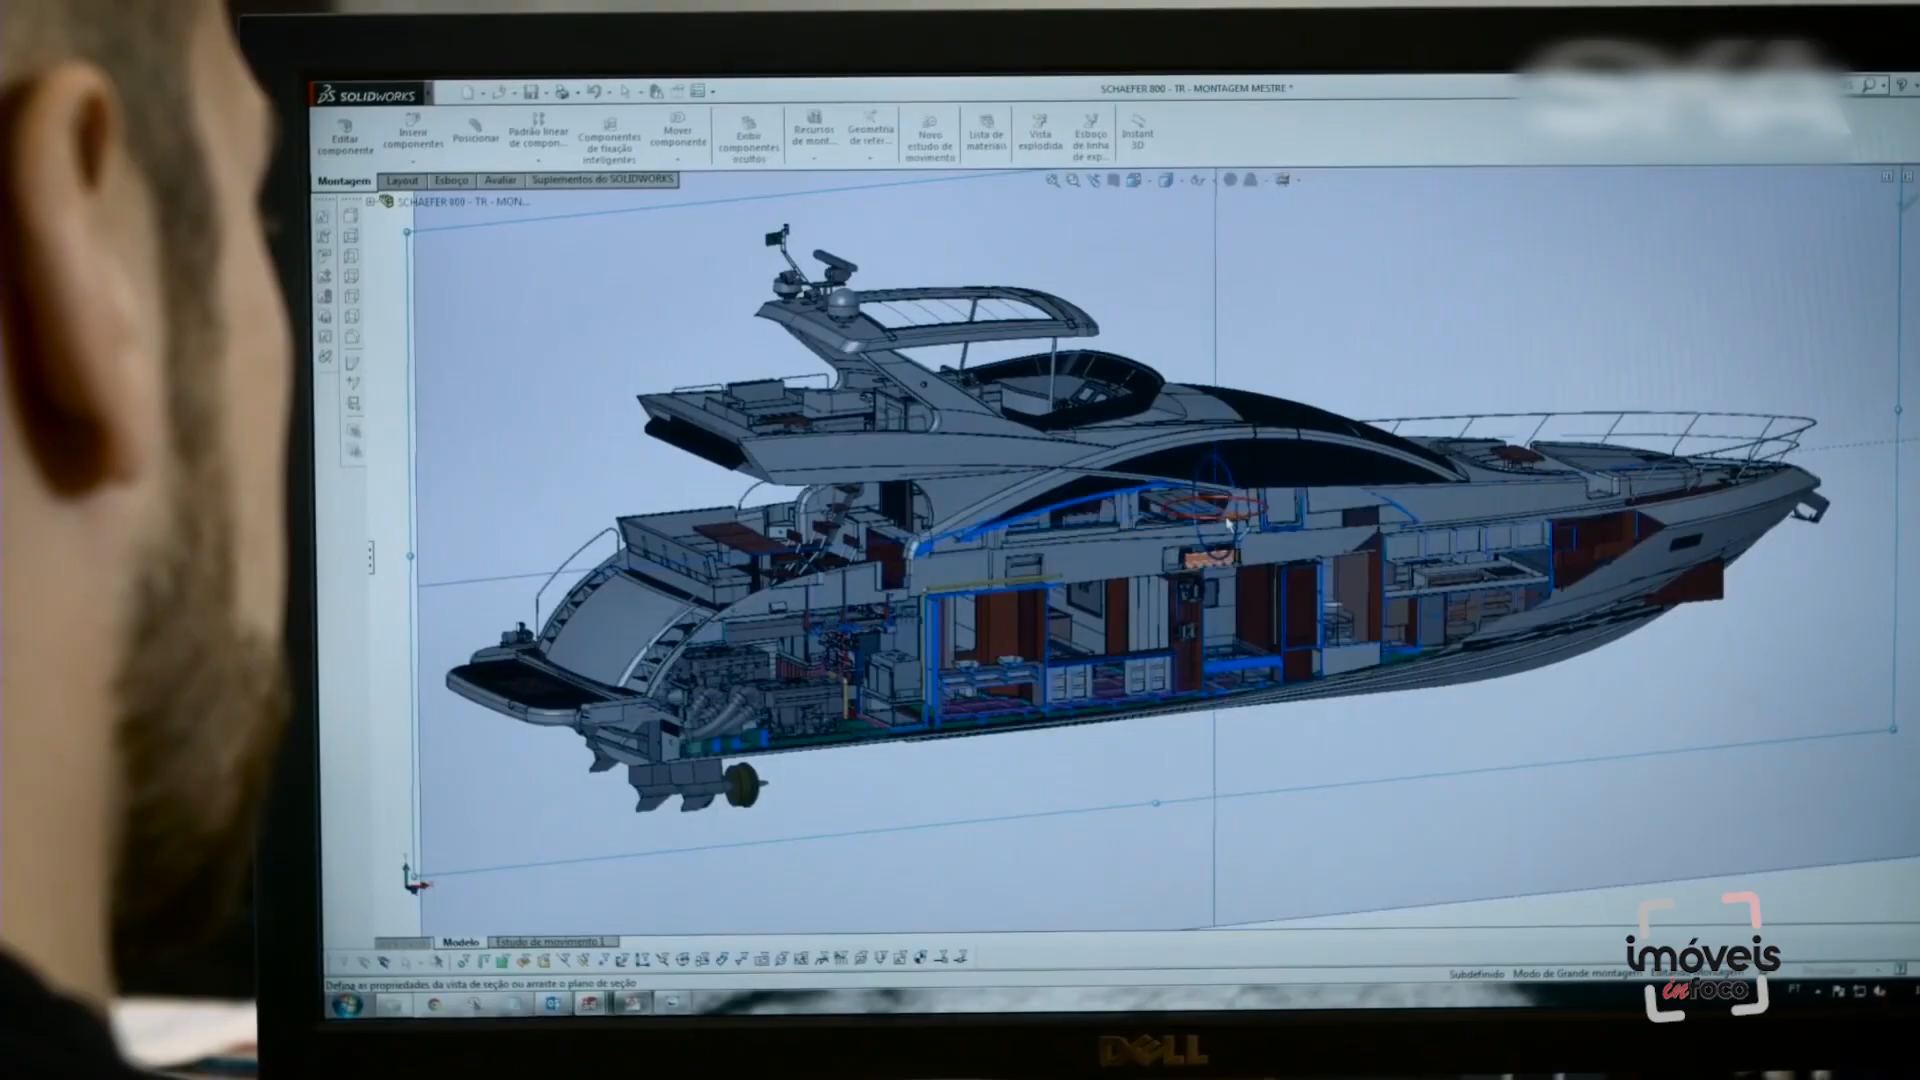 SOLIDWORKS
SCHAEFER 800 - TR - MONTAGEM MESTRE *
Editar componente
Inserir componentes
Posicionar
Padrão linear de compon...
Componentes de fixação inteligentes
Mover componente
Exibir componentes ocultos
Recursos de mont...
Geometria de refer...
Novo estudo de movimento
Lista de materiais
Vista explodida
Esboço de linha de exp...
Instant 3D
Montagem
Layout
Esboço
Avaliar
Suplementos do SOLIDWORKS
SCHAEFER 800 - TR - MON...
Modelo
Estudo de movimento 1
Defina as propriedades da vista de seção ou arraste o plano de seção
Subdefinido
Modo de Grande montagem
PT
imóveis
infoco
DELL